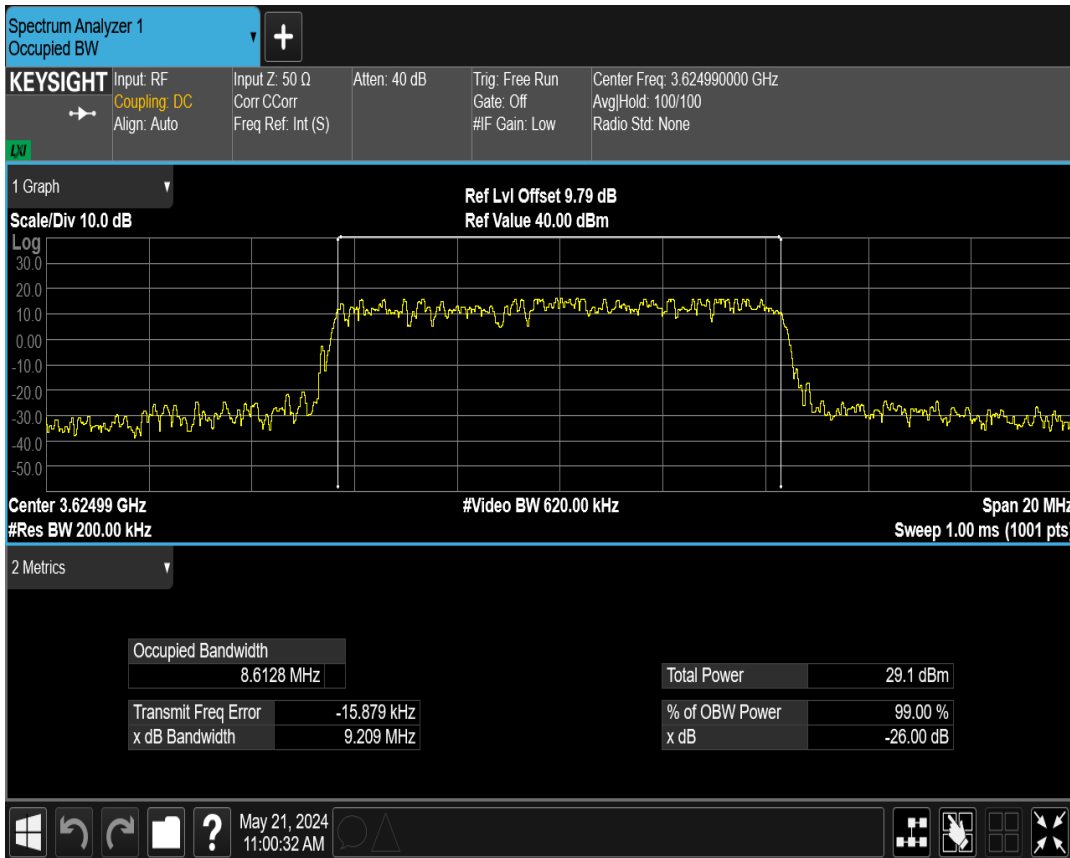 Spectrum Analyzer 1
Occupied BW
KEYSIGHT
LXI
Input: RF
Coupling: DC
Align: Auto
Input Z: 50 Ω
Corr CCorr
Freq Ref: Int (S)
Atten: 40 dB
Trig: Free Run
Gate: Off
#IF Gain: Low
Center Freq: 3.624990000 GHz
Avg|Hold: 100/100
Radio Std: None
1 Graph
Scale/Div 10.0 dB
Ref Lvl Offset 9.79 dB
Ref Value 40.00 dBm
Log
30.0
20.0
10.0
0.00
-10.0
-20.0
-30.0
-40.0
-50.0
Center 3.62499 GHz
#Res BW 200.00 kHz
#Video BW 620.00 kHz
Span 20 MHz
Sweep 1.00 ms (1001 pts)
2 Metrics
Occupied Bandwidth
8.6128 MHz
Transmit Freq Error -15.879 kHz
x dB Bandwidth 9.209 MHz
Total Power 29.1 dBm
% of OBW Power 99.00 %
x dB -26.00 dB
?
May 21, 2024
11:00:32 AM